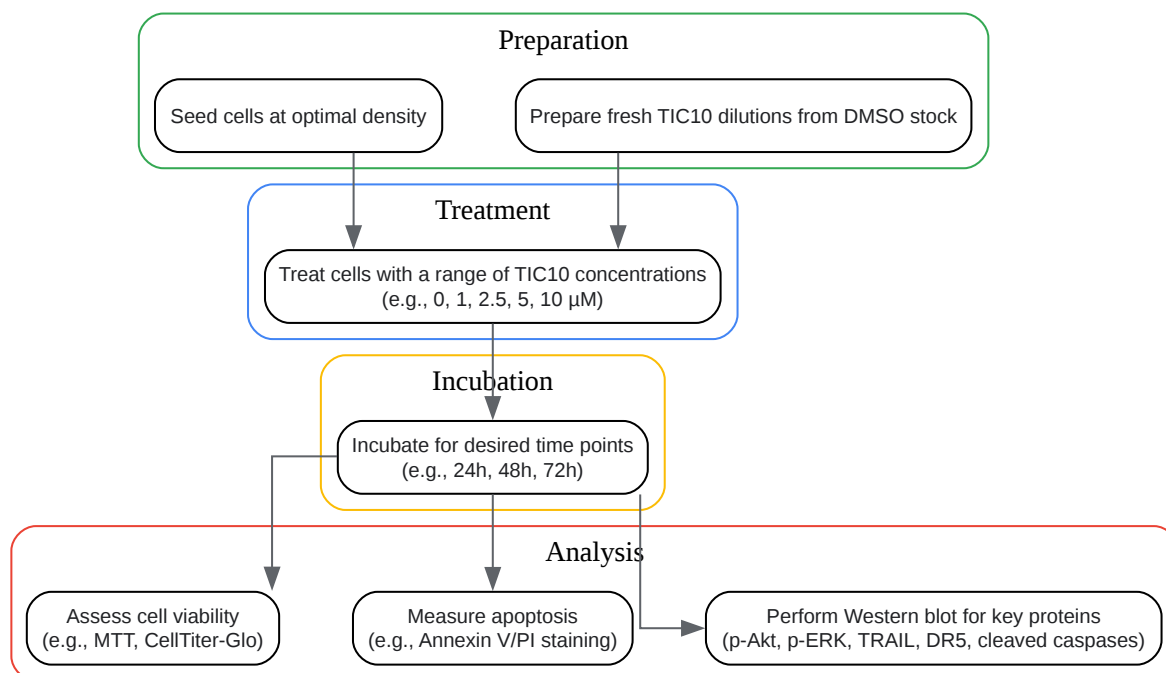 Preparation
Seed cells at optimal density
Prepare fresh TIC10 dilutions from DMSO stock
Treatment
Treat cells with a range of TIC10 concentrations
(e.g., 0, 1, 2.5, 5, 10 µM)
Incubation
Incubate for desired time points
(e.g., 24h, 48h, 72h)
Analysis
Assess cell viability
(e.g., MTT, CellTiter-Glo)
Measure apoptosis
(e.g., Annexin V/PI staining)
Perform Western blot for key proteins
(p-Akt, p-ERK, TRAIL, DR5, cleaved caspases)